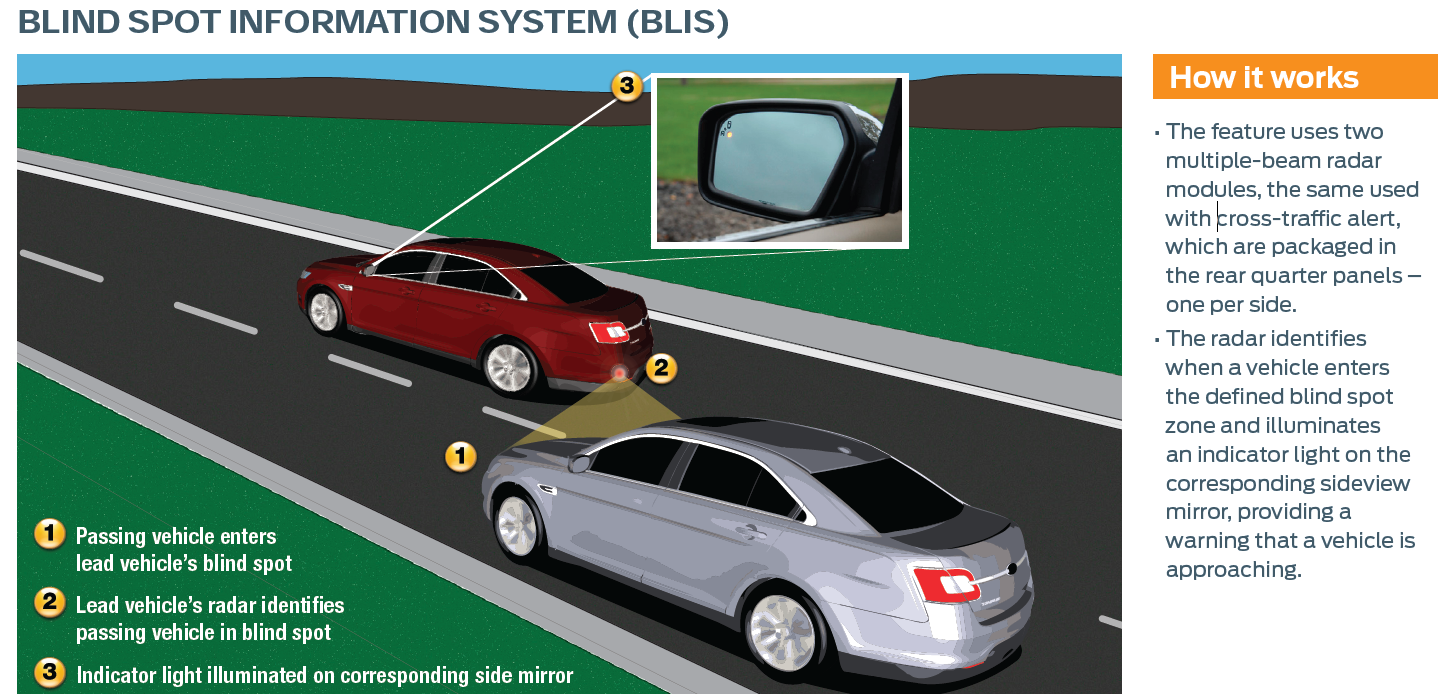 BLIND SPOT INFORMATION SYSTEM (BLIS)
3
2
1
1 Passing vehicle enters
lead vehicle's blind spot
2 Lead vehicle's radar identifies
passing vehicle in blind spot
3 Indicator light illuminated on corresponding side mirror
How it works
· The feature uses two
multiple-beam radar
modules, the same used
with cross-traffic alert,
which are packaged in
the rear quarter panels –
one per side.
· The radar identifies
when a vehicle enters
the defined blind spot
zone and illuminates
an indicator light on the
corresponding sideview
mirror, providing a
warning that a vehicle is
approaching.